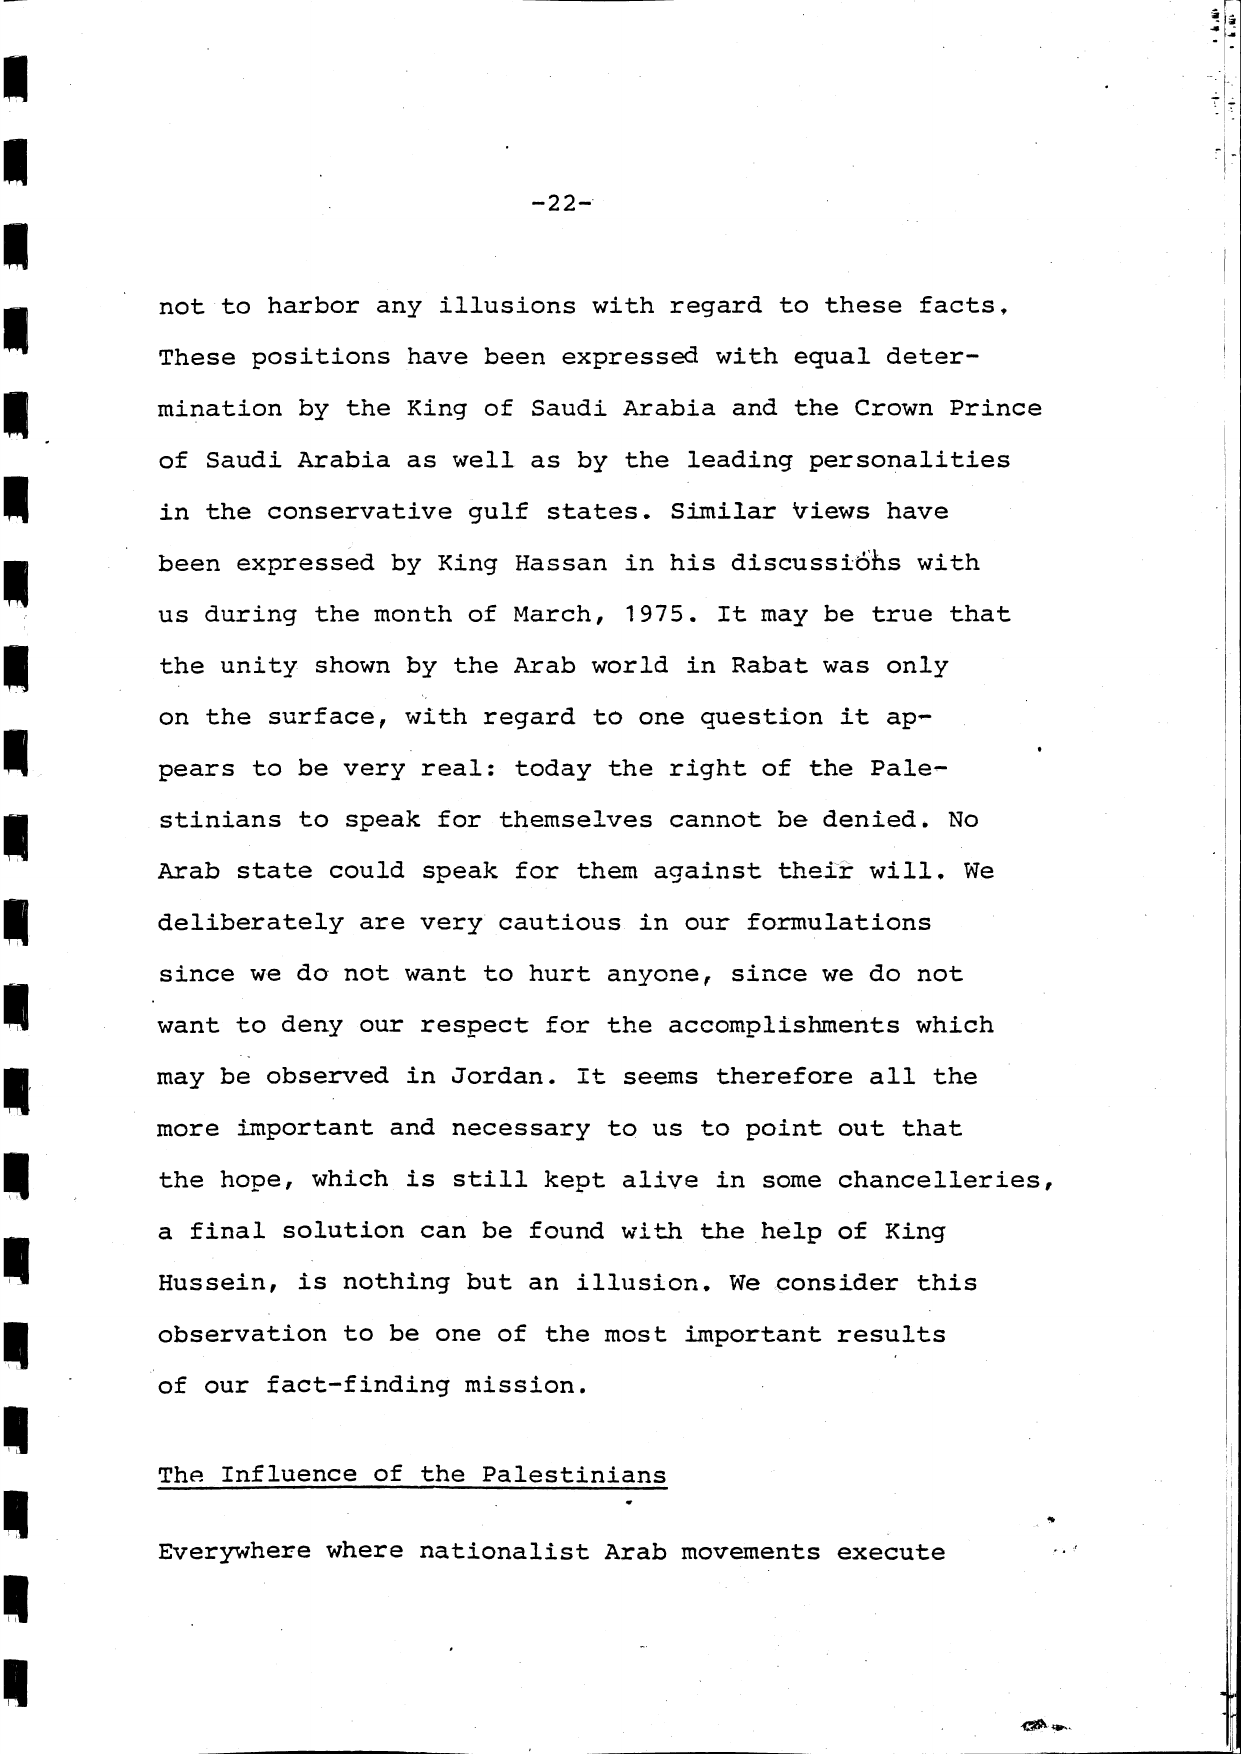 -22-
not to harbor any illusions with regard to these facts.
These positions have been expressed with equal deter-
mination by the King of Saudi Arabia and the Crown Prince
of Saudi Arabia as well as by the leading personalities
in the conservative gulf states. Similar views have
been expressed by King Hassan in his discussions with
us during the month of March, 1975. It may be true that
the unity shown by the Arab world in Rabat was only
on the surface, with regard to one question it ap-
pears to be very real: today the right of the Pale-
stinians to speak for themselves cannot be denied. No
Arab state could speak for them against their will. We
deliberately are very cautious in our formulations
since we do not want to hurt anyone, since we do not
want to deny our respect for the accomplishments which
may be observed in Jordan. It seems therefore all the
more important and necessary to us to point out that
the hope, which is still kept alive in some chancelleries,
a final solution can be found with the help of King
Hussein, is nothing but an illusion. We consider this
observation to be one of the most important results
of our fact-finding mission.
The Influence of the Palestinians
Everywhere where nationalist Arab movements execute